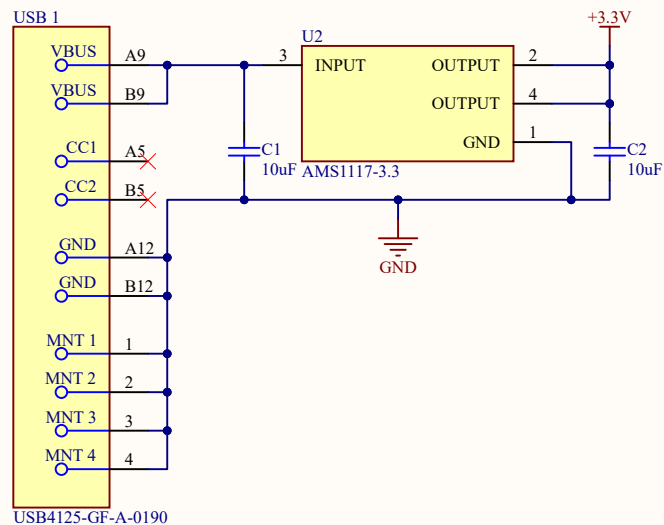 USB 1
VBUS A9
VBUS B9
CC1 A5
CC2 B5
GND A12
GND B12
MNT 1 1
MNT 2 2
MNT 3 3
MNT 4 4
USB4125-GF-A-0190
C1
10uF
U2
3 INPUT OUTPUT 2
OUTPUT 4
GND 1
AMS1117-3.3
+3.3V
C2
10uF
GND